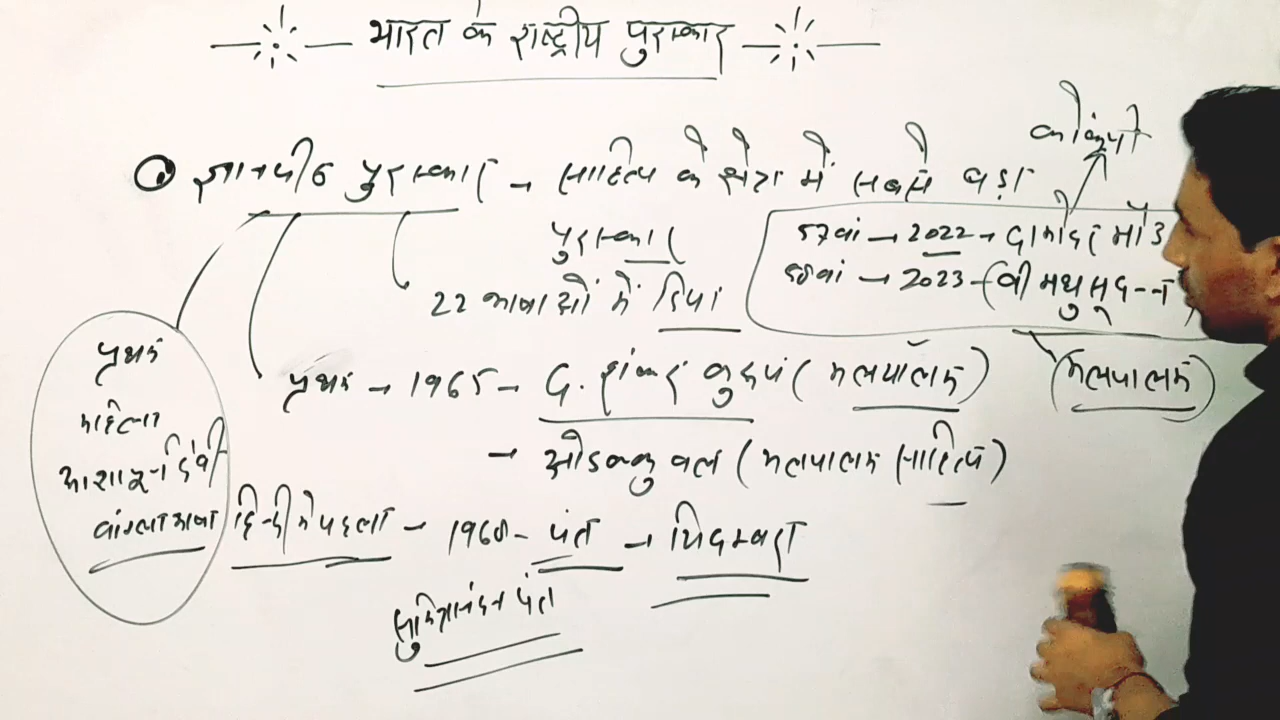 भारत के राष्ट्रीय पुरस्कार
ज्ञानपीठ पुरस्कार - साहित्य के क्षेत्र में सबसे बड़ा
पुरस्कार
22 भाषाओं में दिया
कोंकणी
57वां → 2022 → दामोदर मौउ
58वां → 2023 -
(मलयालम)
प्रथम → 1965 - G. शंकर कुरूप (मलयालम)
→ ओडक्कुवल (मलयालम साहित्य)
प्रथम
महिला
आशापूर्ना देवी
बांग्ला भाषा
हिन्दी में पहला - 1968 - पंत → चिदम्बरा
सुमित्रानंदन पंत